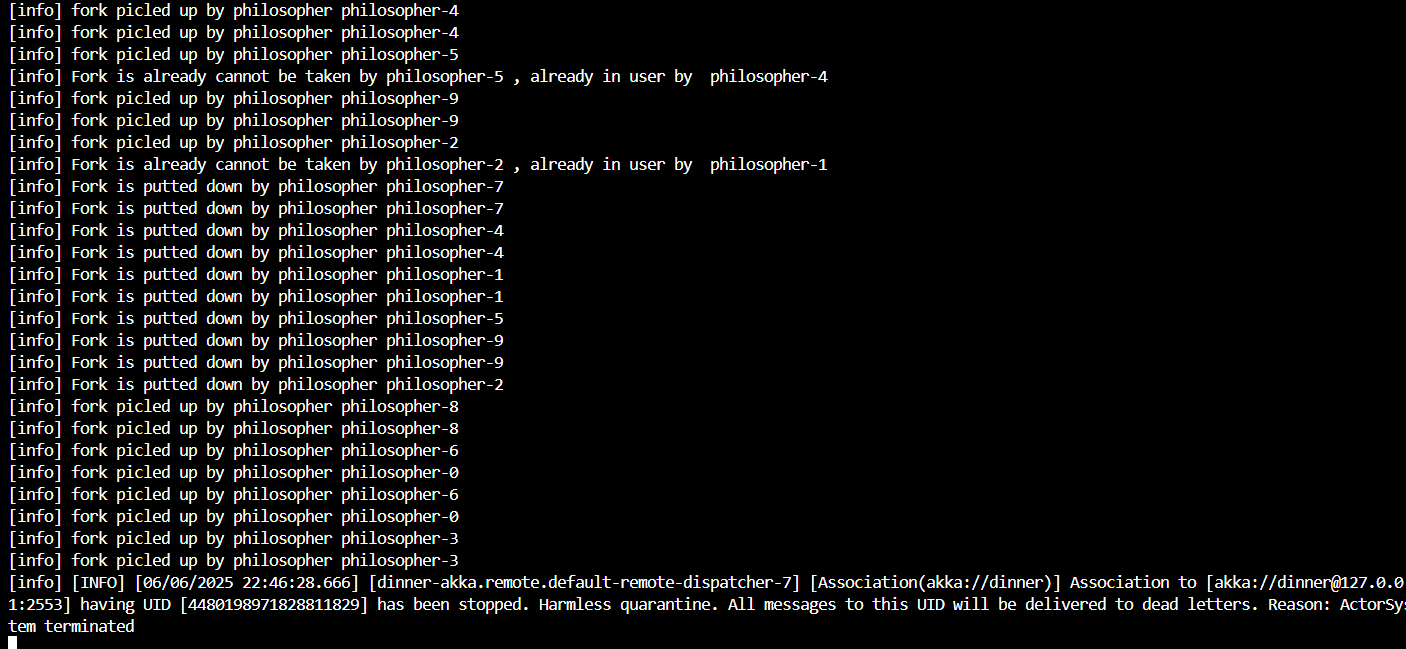 [info] fork picled up by philosopher philosopher-4
[info] fork picled up by philosopher philosopher-4
[info] fork picled up by philosopher philosopher-5
[info] Fork is already cannot be taken by philosopher-5 , already in user by  philosopher-4
[info] fork picled up by philosopher philosopher-9
[info] fork picled up by philosopher philosopher-9
[info] fork picled up by philosopher philosopher-2
[info] Fork is already cannot be taken by philosopher-2 , already in user by  philosopher-1
[info] Fork is putted down by philosopher philosopher-7
[info] Fork is putted down by philosopher philosopher-7
[info] Fork is putted down by philosopher philosopher-4
[info] Fork is putted down by philosopher philosopher-4
[info] Fork is putted down by philosopher philosopher-1
[info] Fork is putted down by philosopher philosopher-1
[info] Fork is putted down by philosopher philosopher-5
[info] Fork is putted down by philosopher philosopher-9
[info] Fork is putted down by philosopher philosopher-9
[info] Fork is putted down by philosopher philosopher-2
[info] fork picled up by philosopher philosopher-8
[info] fork picled up by philosopher philosopher-8
[info] fork picled up by philosopher philosopher-6
[info] fork picled up by philosopher philosopher-0
[info] fork picled up by philosopher philosopher-6
[info] fork picled up by philosopher philosopher-0
[info] fork picled up by philosopher philosopher-3
[info] fork picled up by philosopher philosopher-3
[info] [INFO] [06/06/2025 22:46:28.666] [dinner-akka.remote.default-remote-dispatcher-7] [Association(akka://dinner)] Association to [akka://dinner@127.0.0
1:2553] having UID [4480198971828811829] has been stopped. Harmless quarantine. All messages to this UID will be delivered to dead letters. Reason: ActorSys
tem terminated